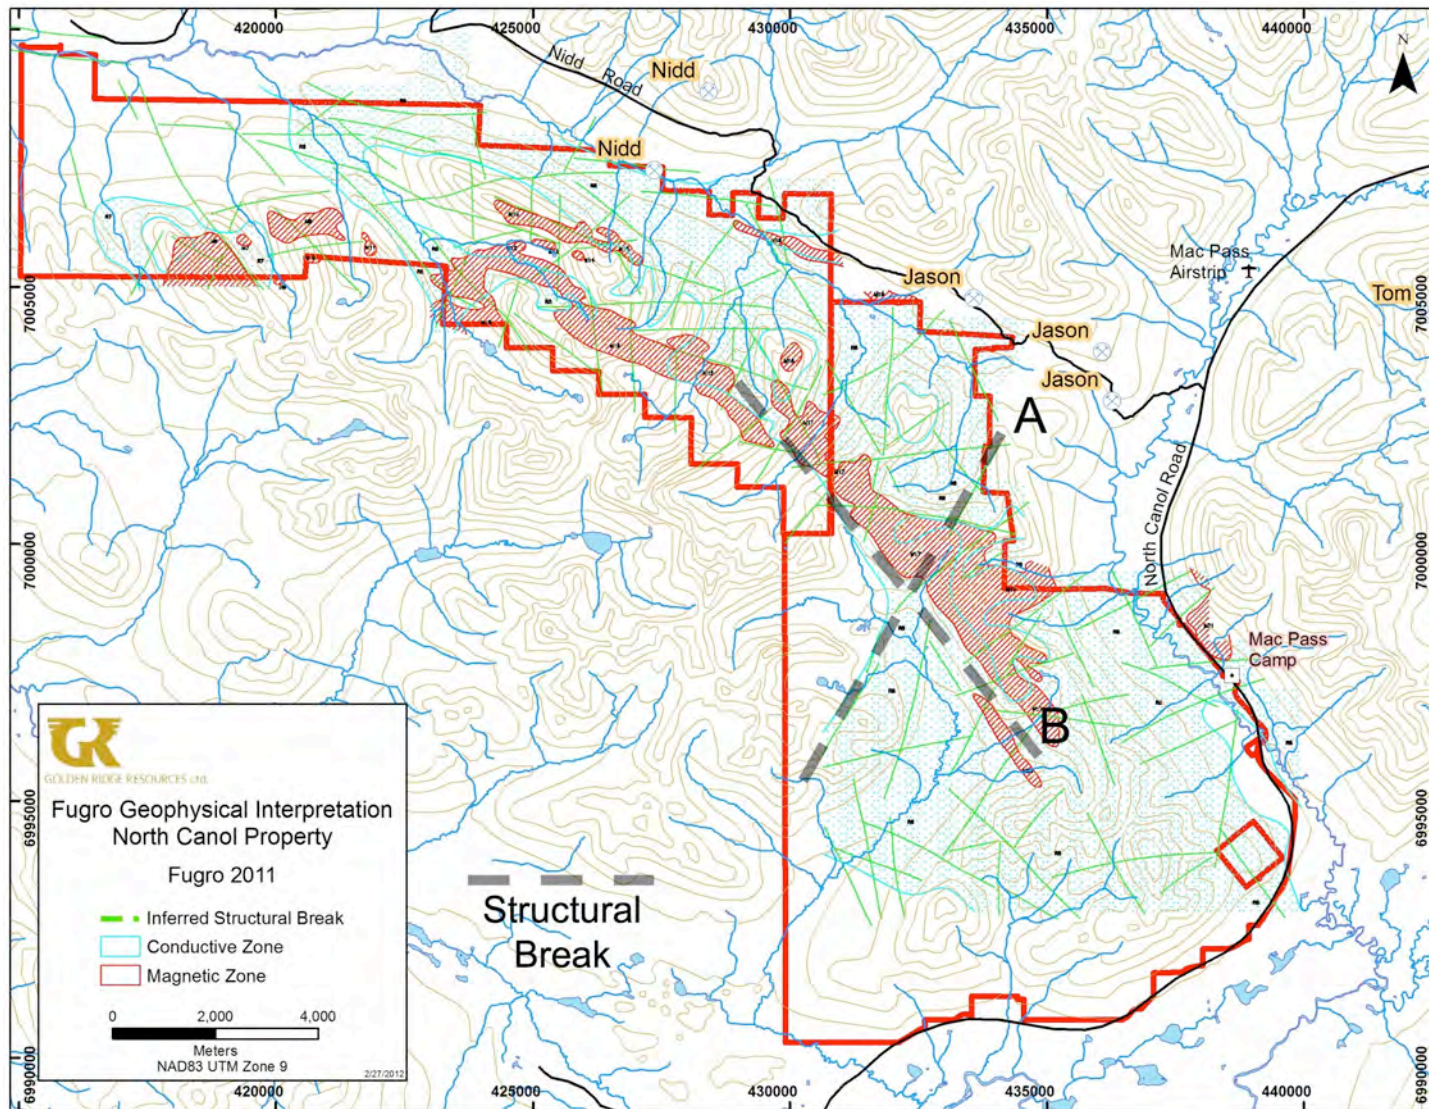 420000
425000
430000
435000
440000
N
Nidd Road
Nidd
Nidd
Mac Pass
Airstrip
Jason
Tom
7005000
7005000
Jason
Jason
A
North Canol Road
7000000
7000000
Mac Pass
Camp
B
GR
GOLDEN RIDGE RESOURCES Ltd.
Fugro Geophysical Interpretation
North Canol Property
Fugro 2011
Inferred Structural Break
Conductive Zone
Magnetic Zone
0 2,000 4,000
Meters
NAD83 UTM Zone 9
2/27/2012
Structural
Break
6995000
6995000
6990000
6990000
420000
425000
430000
435000
440000